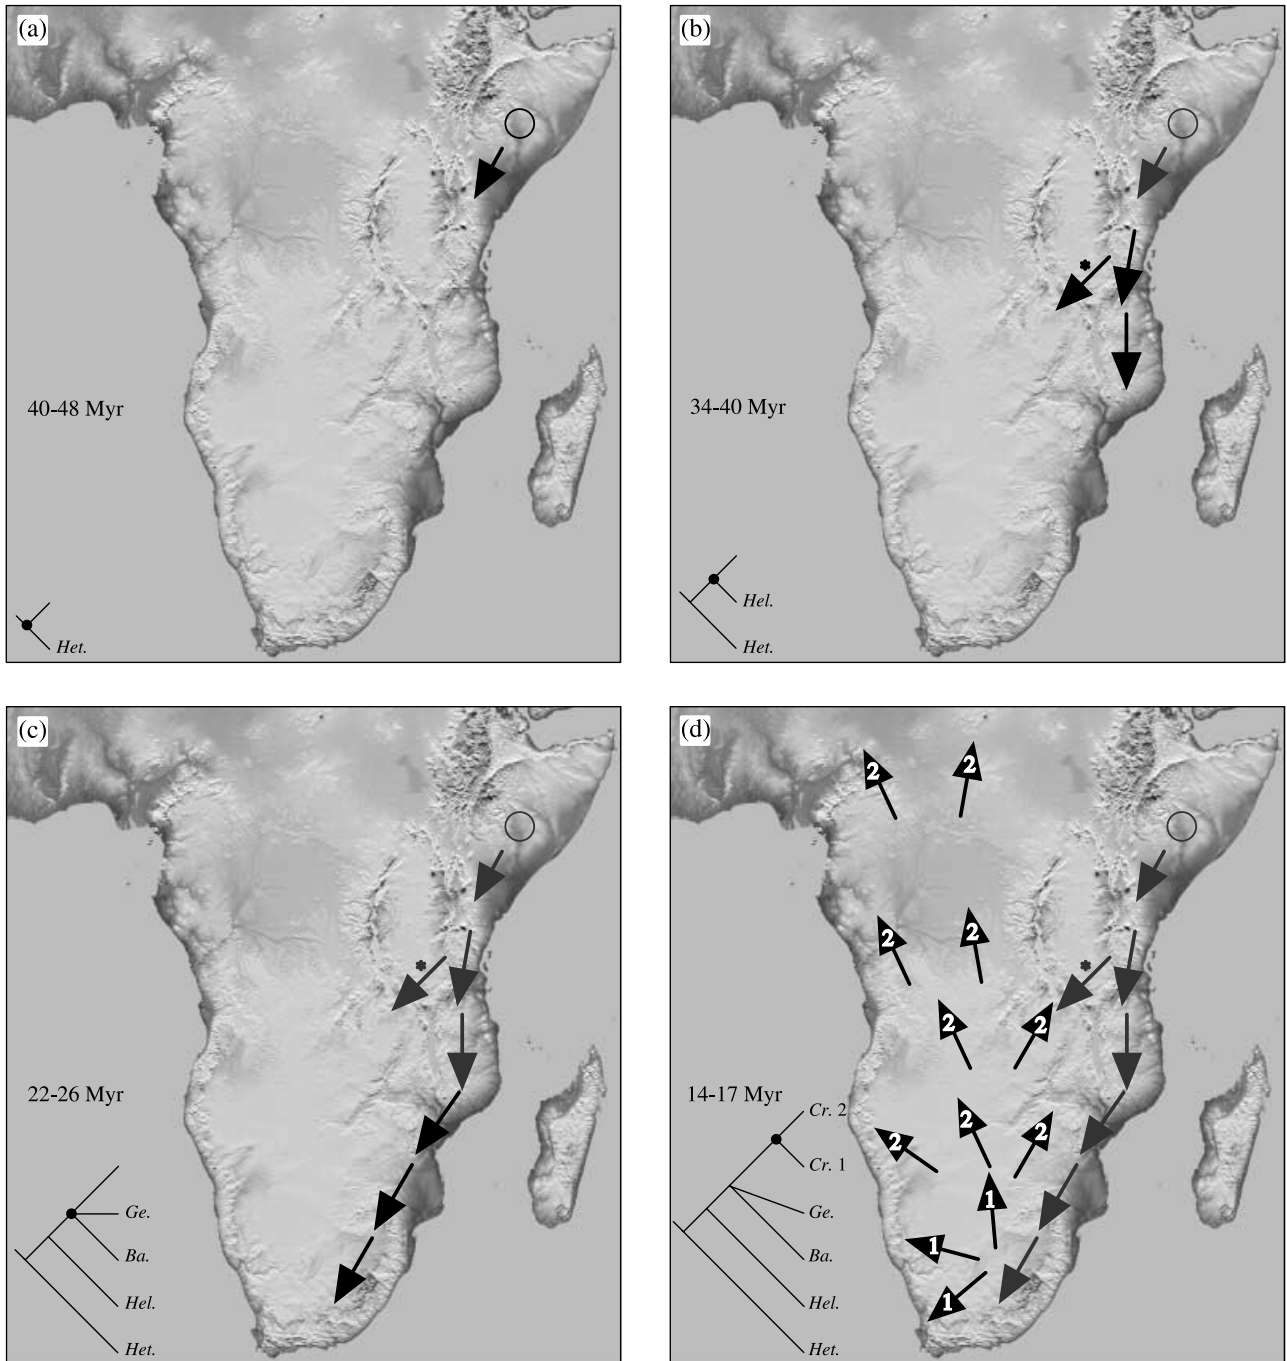 (a)
40-48 Myr
Het.
(b)
*
34-40 Myr
Hel.
Het.
(c)
*
22-26 Myr
Ge.
Ba.
Hel.
Het.
(d)
2 2
2 2
*
2 2
14-17 Myr
Cr. 2
2 2 2
Cr. 1
1
Ge.
1
Ba.
1
Hel.
Het.